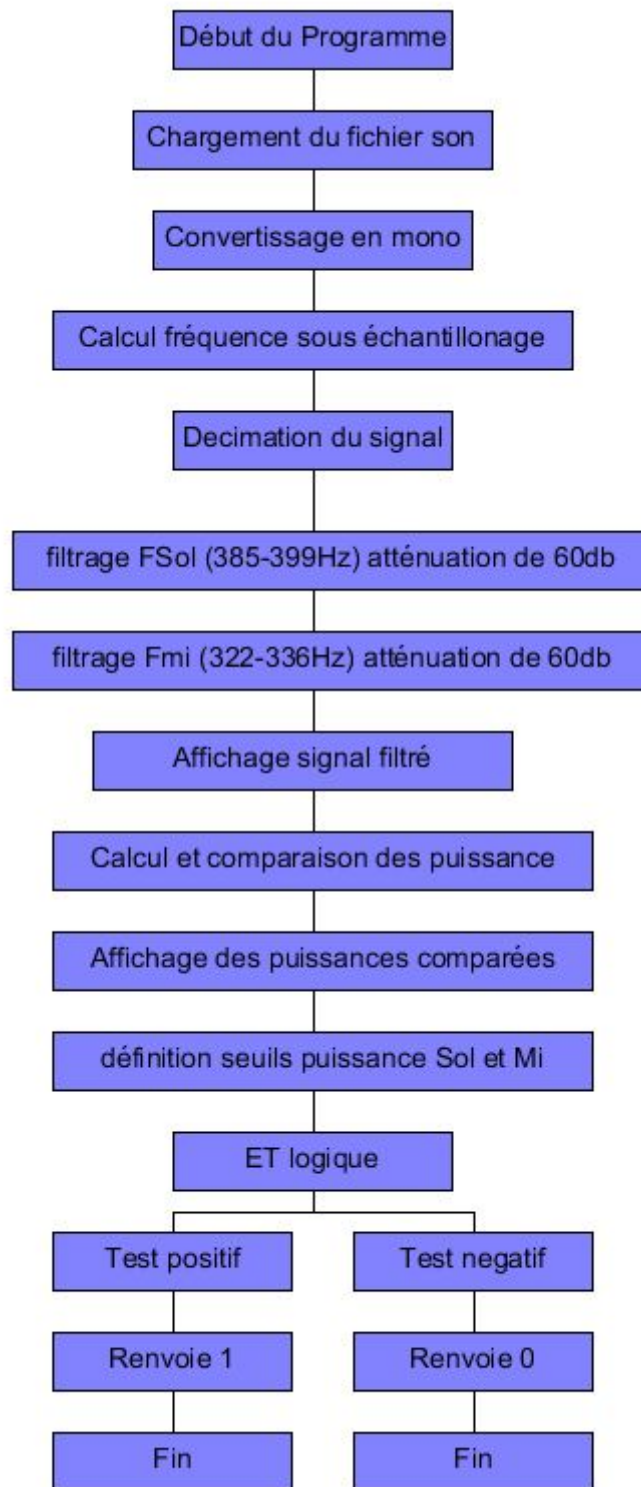 Début du Programme
Chargement du fichier son
Convertissage en mono
Calcul fréquence sous échantillonage
Decimation du signal
filtrage FSol (385-399Hz) atténuation de 60db
filtrage Fmi (322-336Hz) atténuation de 60db
Affichage signal filtré
Calcul et comparaison des puissance
Affichage des puissances comparées
définition seuils puissance Sol et Mi
ET logique
Test positif
Test negatif
Renvoie 1
Renvoie 0
Fin
Fin